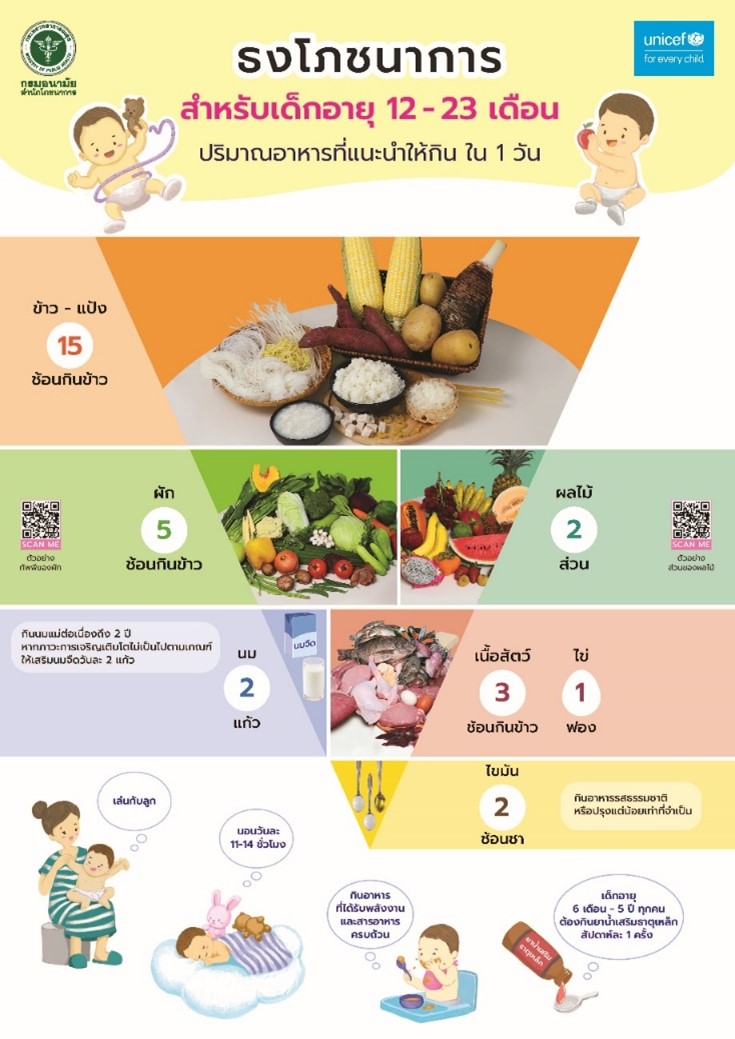 กระทรวงสาธารณสุข
MINISTRY OF PUBLIC HEALTH
กรมอนามัย
สำนักโภชนาการ
unicef
for every child
ธงโภชนาการ
สำหรับเด็กอายุ 12 - 23 เดือน
ปริมาณอาหารที่แนะนำให้กิน ใน 1 วัน
ข้าว - แป้ง
15
ช้อนกินข้าว
ผัก
5
ช้อนกินข้าว
SCAN ME
ตัวอย่าง
ทัพพีของผัก
ผลไม้
2
ส่วน
SCAN ME
ตัวอย่าง
ส่วนของผลไม้
กินนมแม่ต่อเนื่องถึง 2 ปี
หากภาวะการเจริญเติบโตไม่เป็นไปตามเกณฑ์
ให้เสริมนมจืดวันละ 2 แก้ว
นม
2
แก้ว
นมจืด
เนื้อสัตว์
3
ช้อนกินข้าว
ไข่
1
ฟอง
ไขมัน
2
ช้อนชา
กินอาหารรสธรรมชาติ
หรือปรุงแต่น้อยเท่าที่จำเป็น
เล่นกับลูก
นอนวันละ
11-14 ชั่วโมง
กินอาหาร
ที่ได้รับพลังงาน
และสารอาหาร
ครบถ้วน
เด็กอายุ
6 เดือน - 5 ปี ทุกคน
ต้องกินยาน้ำเสริมธาตุเหล็ก
สัปดาห์ละ 1 ครั้ง
ยาน้ำเสริม
ธาตุเหล็ก